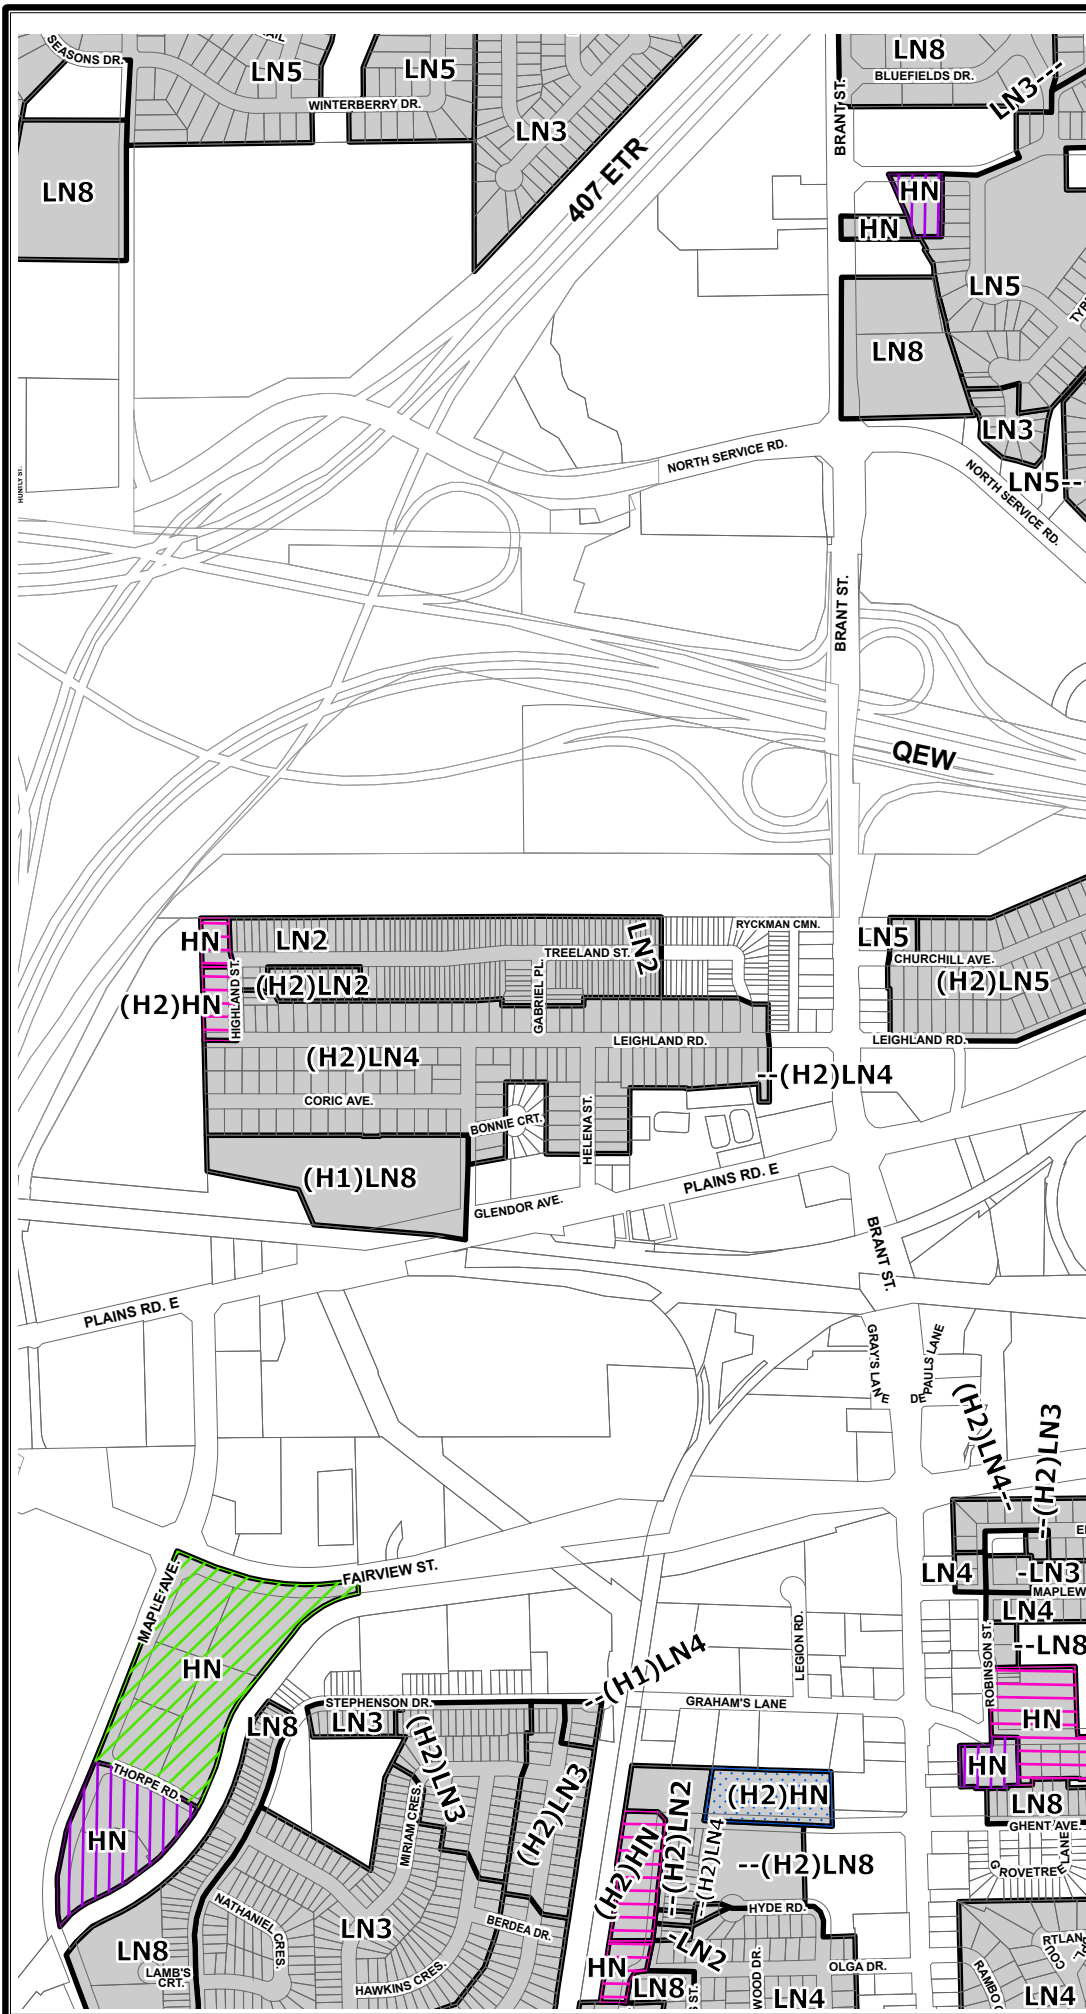 SEASONS DR.
LN5
LN5
WINTERBERRY DR.
LN3
LN8
407 ETR
BRANT ST.
LN8
BLUEFIELDS DR.
LN3---
HN
HN
LN5
LN8
LN3
LN5--
NORTH SERVICE RD.
NORTH SERVICE RD.
BRANT ST.
QEW
HN
LN2
LN2
TREELAND ST.
RYCKMAN CMN.
LN5
CHURCHILL AVE.
(H2)LN5
(H2)HN
HIGHLAND ST.
(H2)LN2
GABRIEL PL.
LEIGHLAND RD.
LEIGHLAND RD.
(H2)LN4
--(H2)LN4
CORIC AVE.
BONNIE CRT.
HELENA ST.
(H1)LN8
PLAINS RD. E
GLENDOR AVE.
BRANT ST.
PLAINS RD. E
GRAY'S LANE
DE PAULS LANE
(H2)LN4--
--(H2)LN3
LN4
-LN3
MAPLEW
LN4
--LN8
ROBINSON ST.
FAIRVIEW ST.
MAPLE AVE.
HN
LEGION RD.
--(H1)LN4
GRAHAM'S LANE
STEPHENSON DR.
LN8
LN3
(H2)LN3
(H2)LN3
MIRIAM CRES.
THORPE RD.
HN
HN
HN
LN8
GHENT AVE.
GROVETREE LANE
(H2)HN
(H2)HN
--(H2)LN2
--(H2)LN4
--(H2)LN8
HYDE RD.
-LN2
NATHANIEL CRES.
LN3
BERDEA DR.
LN8
LAMB'S
CRT.
HAWKINS CRES.
HN
LN8
OLGA DR.
LN4
LN4
RAMBO